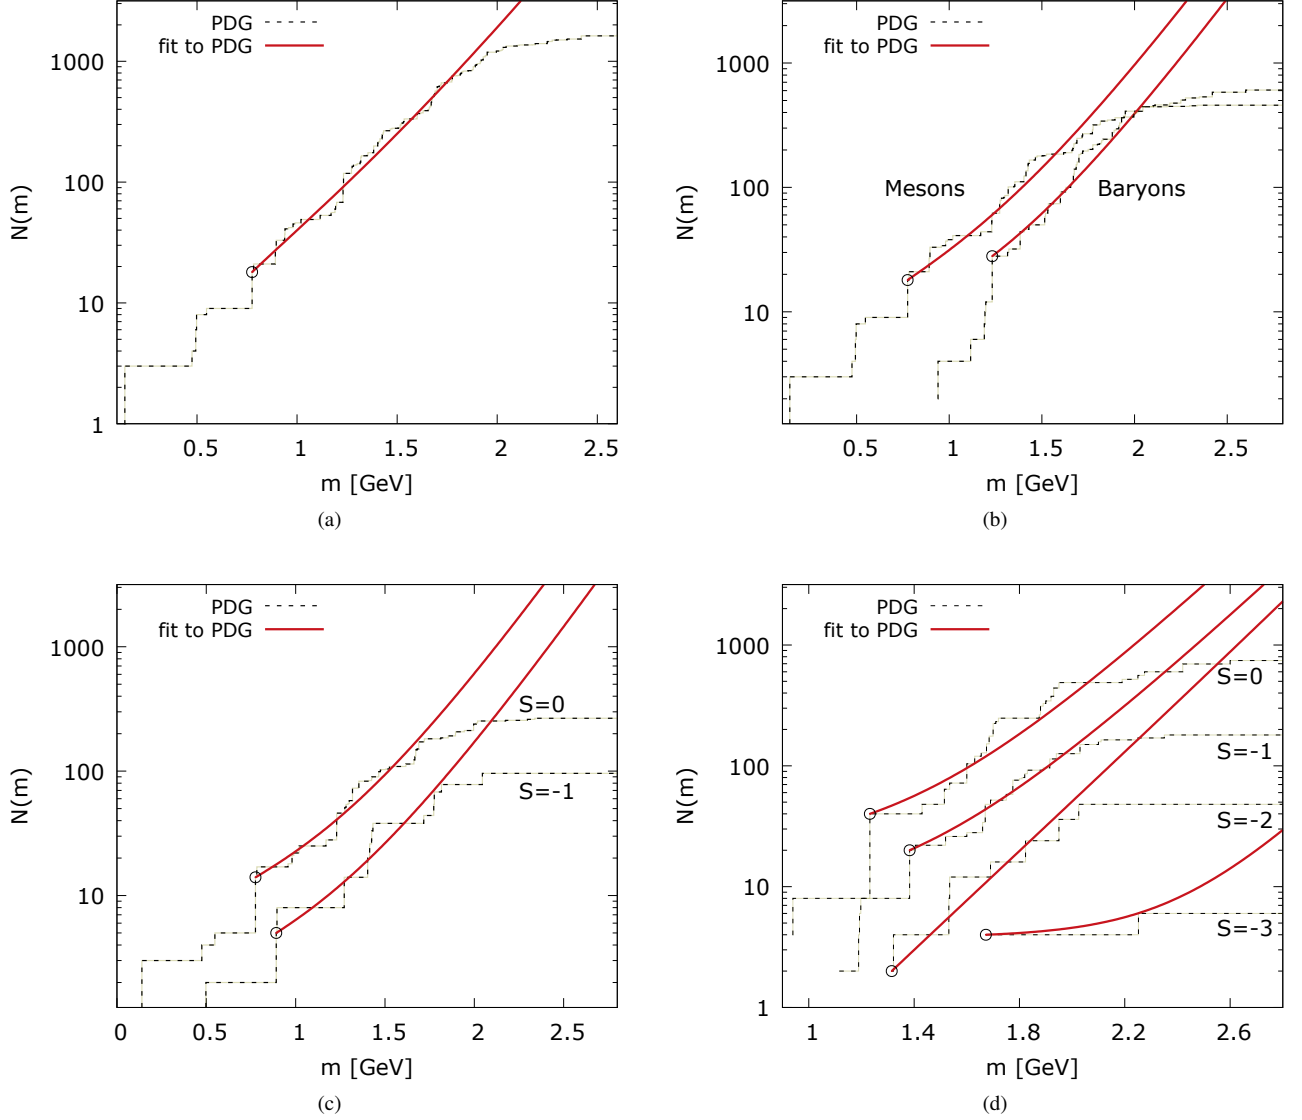 PDG
fit to PDG
1000
100
10
1
N(m)
0.5 1 1.5 2 2.5
m [GeV]
(a)
PDG
fit to PDG
1000
100
10
N(m)
Mesons
Baryons
0.5 1 1.5 2 2.5
m [GeV]
(b)
PDG
fit to PDG
1000
100
10
N(m)
S=0
S=-1
0 0.5 1 1.5 2 2.5
m [GeV]
(c)
PDG
fit to PDG
1000
100
10
1
N(m)
S=0
S=-1
S=-2
S=-3
1 1.4 1.8 2.2 2.6
m [GeV]
(d)